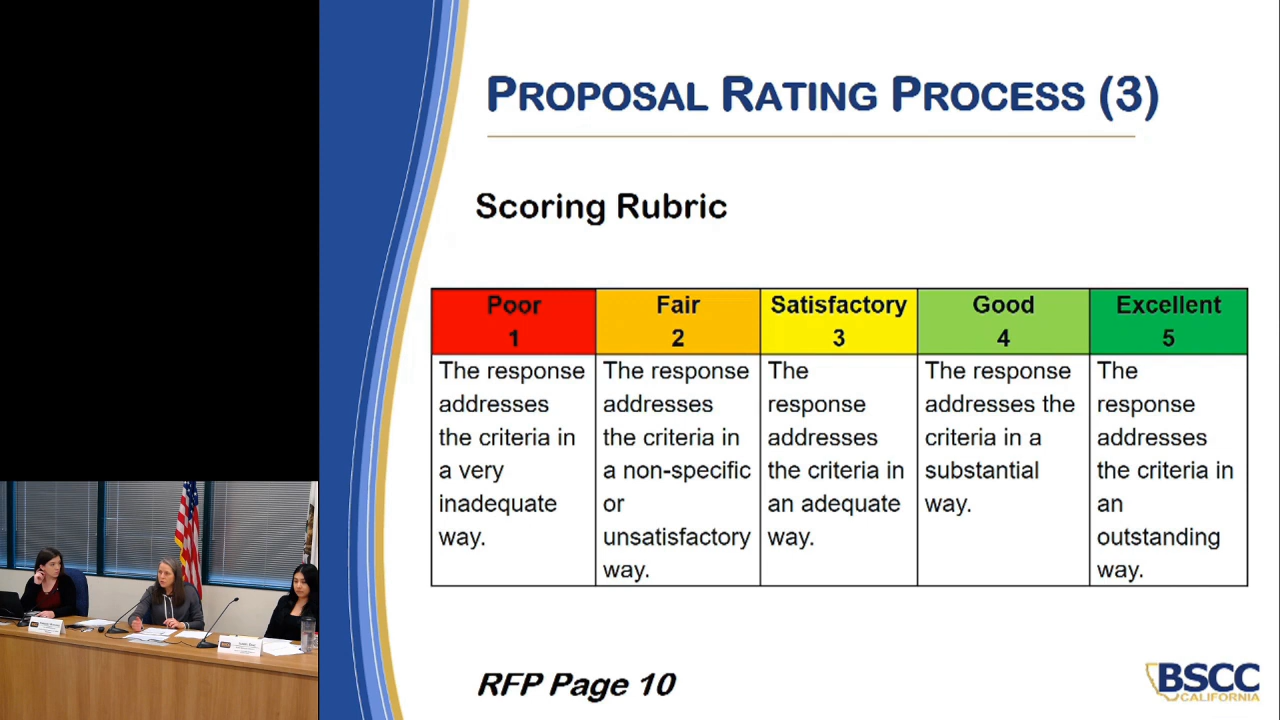 PROPOSAL RATING PROCESS (3)
Scoring Rubric
Poor
1
Fair
2
Satisfactory
3
Good
4
Excellent
5
The response
addresses
the criteria in
a very
inadequate
way.
The response
addresses
the criteria in
a non-specific
or
unsatisfactory
way.
The
response
addresses
the criteria in
an adequate
way.
The response
addresses the
criteria in a
substantial
way.
The
response
addresses
the criteria in
an
outstanding
way.
RFP Page 10
BSCC
CALIFORNIA